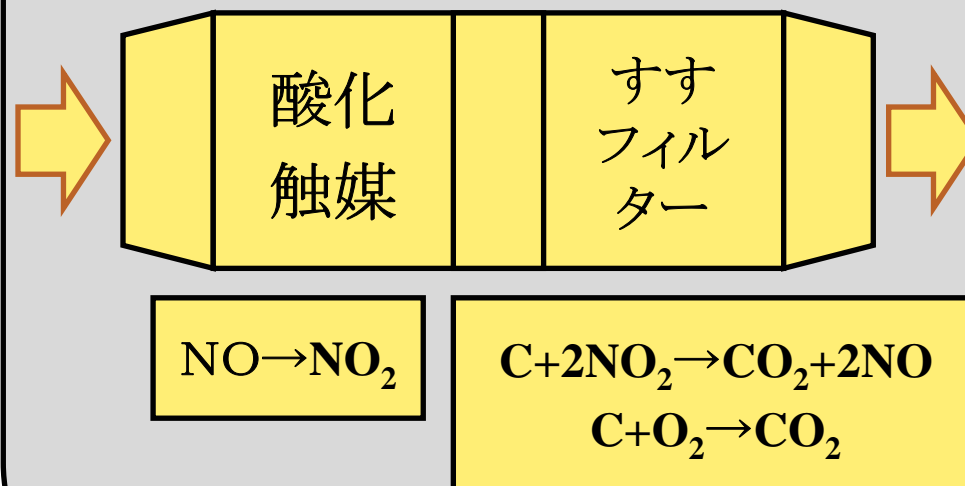 酸化
触媒
すす
フィル
ター
NO→NO₂
C+2NO₂→CO₂+2NO
C+O₂→CO₂